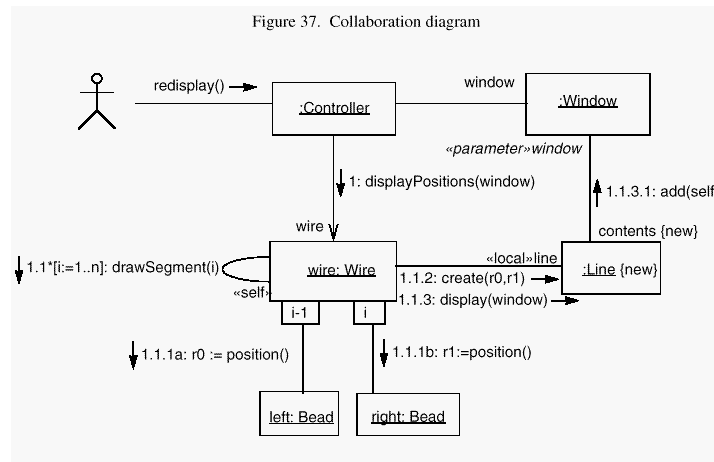 Figure 37. Collaboration diagram
redisplay()
window
:Controller
:Window
«parameter»window
1: displayPositions(window)
1.1.3.1: add(self
wire
contents {new}
1.1*[i:=1..n]: drawSegment(i)
wire: Wire
«local»line
:Line {new}
«self»
1.1.2: create(r0,r1)
1.1.3: display(window)
i-1
i
1.1.1a: r0 := position()
1.1.1b: r1:=position()
left: Bead
right: Bead